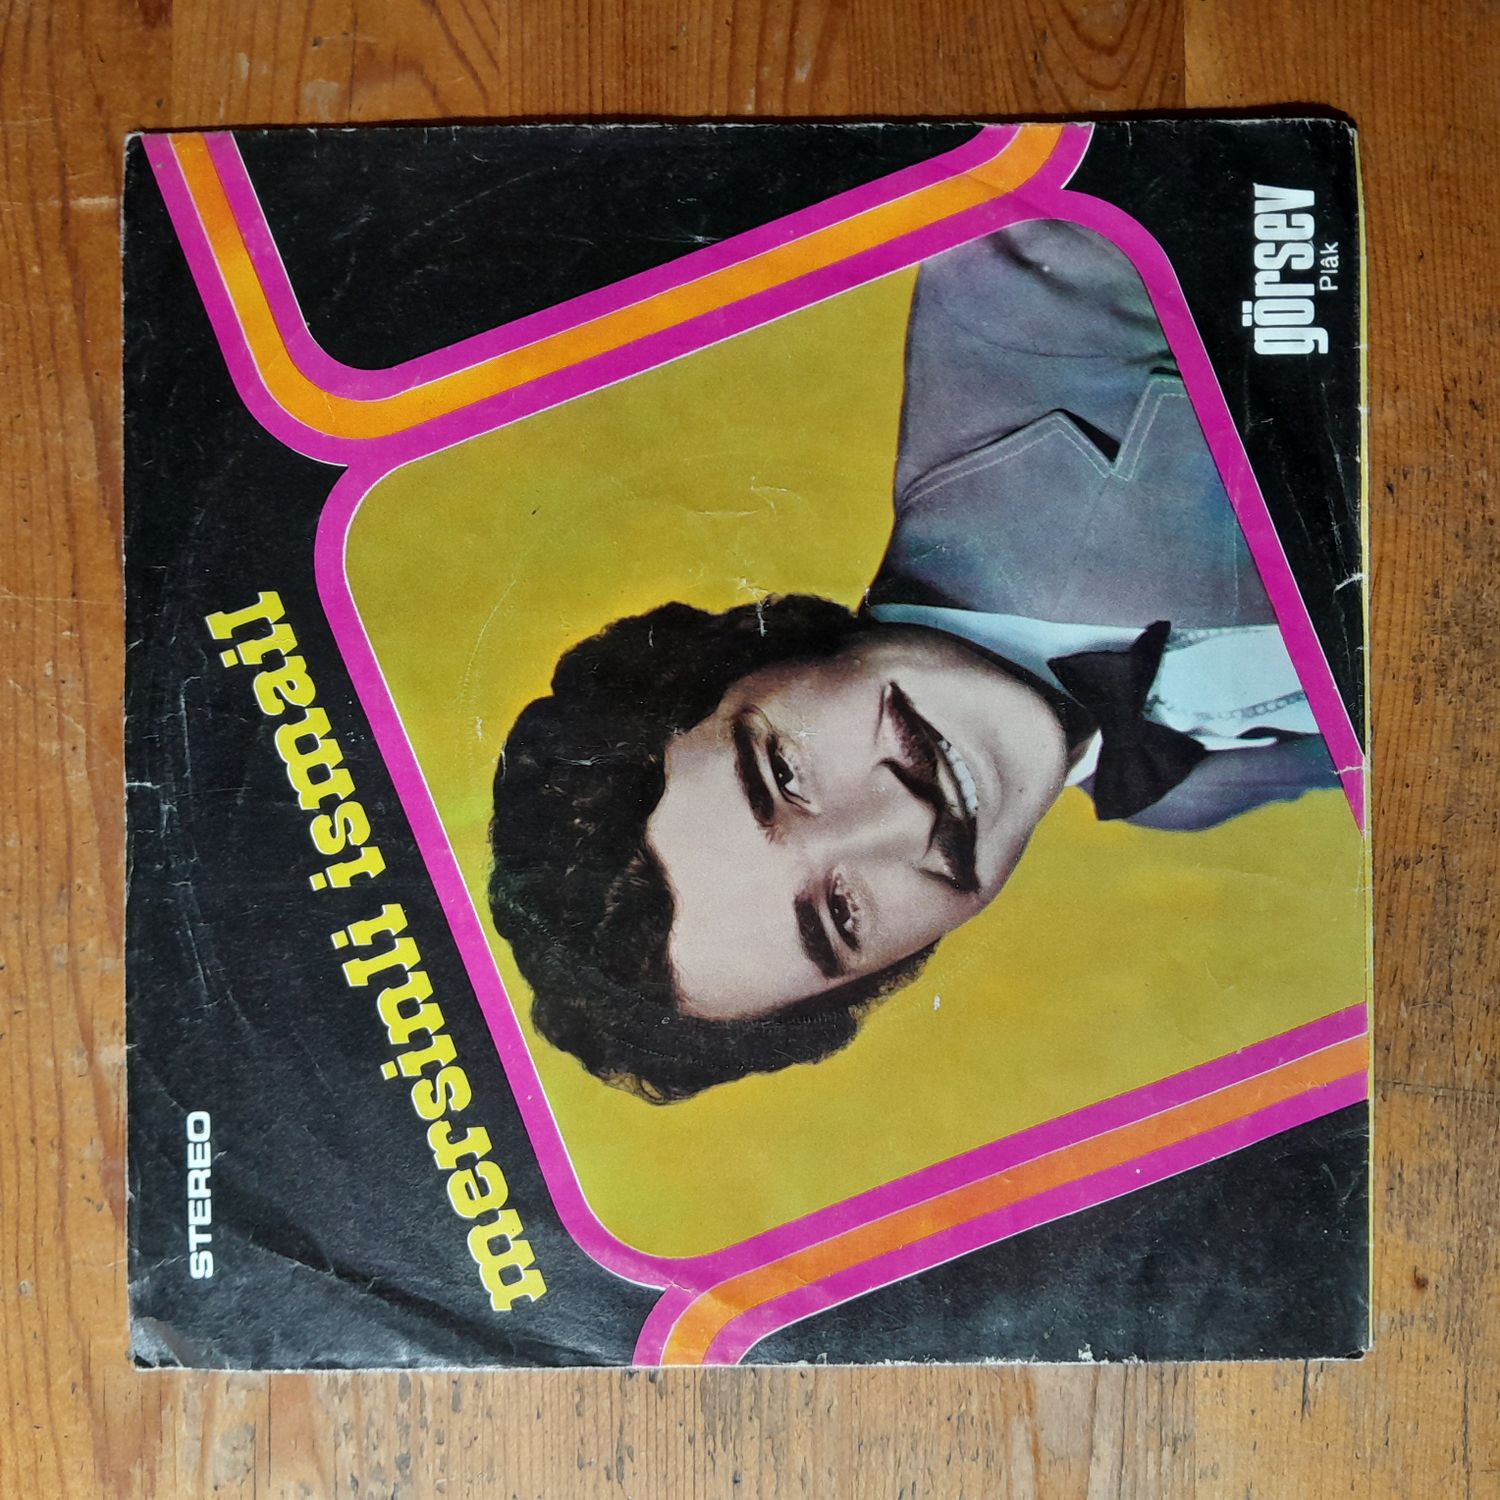 STEREO
mersinli ismail
görsev
Plâk